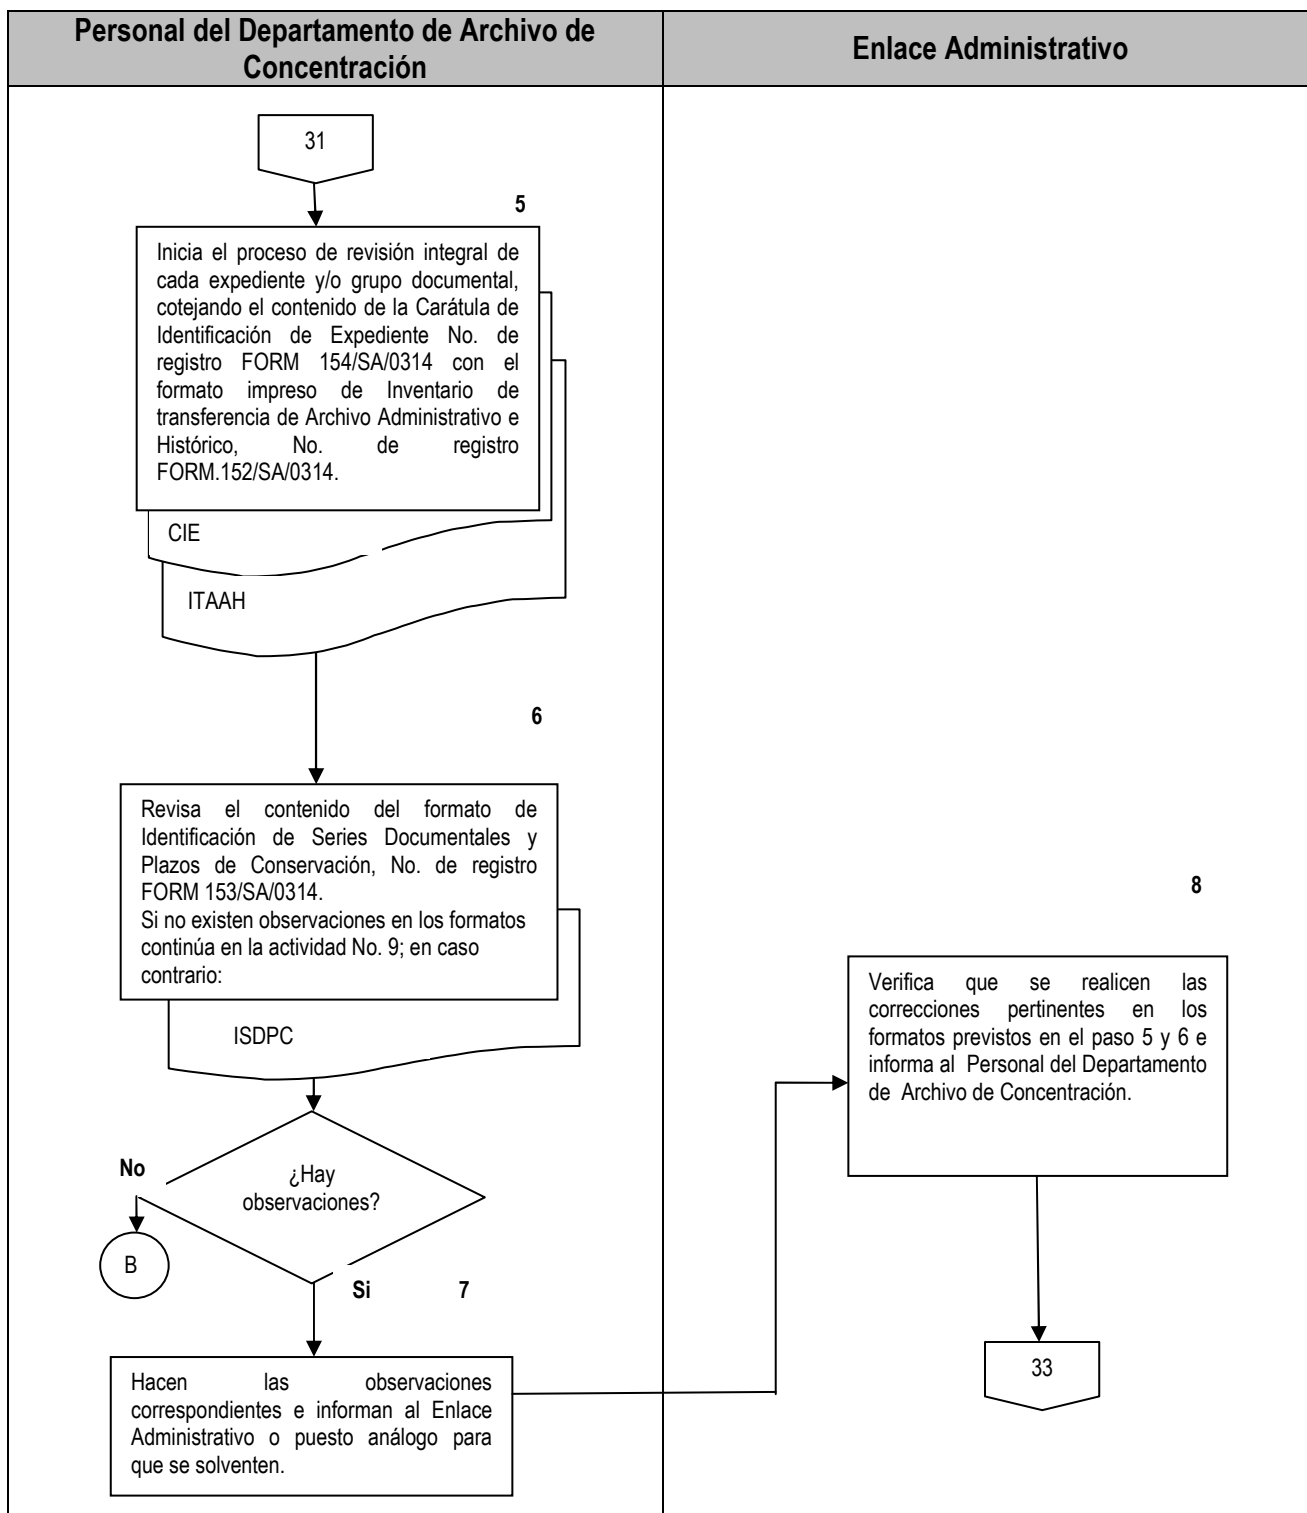 Personal del Departamento de Archivo de
Concentración
Enlace Administrativo
31
5
Inicia el proceso de revisión integral de
cada expediente y/o grupo documental,
cotejando el contenido de la Carátula de
Identificación de Expediente No. de
registro FORM 154/SA/0314 con el
formato impreso de Inventario de
transferencia de Archivo Administrativo e
Histórico, No. de registro
FORM.152/SA/0314.
CIE
ITAAH
6
Revisa el contenido del formato de
Identificación de Series Documentales y
Plazos de Conservación, No. de registro
FORM 153/SA/0314.
Si no existen observaciones en los formatos
continúa en la actividad No. 9; en caso
contrario:
ISDPC
¿Hay
observaciones?
No
B
Si
7
Hacen las observaciones
correspondientes e informan al Enlace
Administrativo o puesto análogo para
que se solventen.
8
Verifica que se realicen las
correcciones pertinentes en los
formatos previstos en el paso 5 y 6 e
informa al Personal del Departamento
de Archivo de Concentración.
33